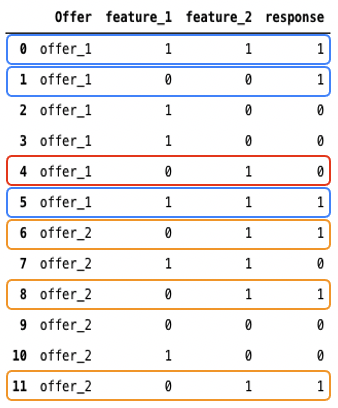 Offer feature_1 feature_2 response
0 offer_1 1 1 1
1 offer_1 0 0 1
2 offer_1 1 0 0
3 offer_1 1 0 0
4 offer_1 0 1 0
5 offer_1 1 1 1
6 offer_2 0 1 1
7 offer_2 1 1 0
8 offer_2 0 1 1
9 offer_2 0 0 0
10 offer_2 1 0 0
11 offer_2 0 1 1